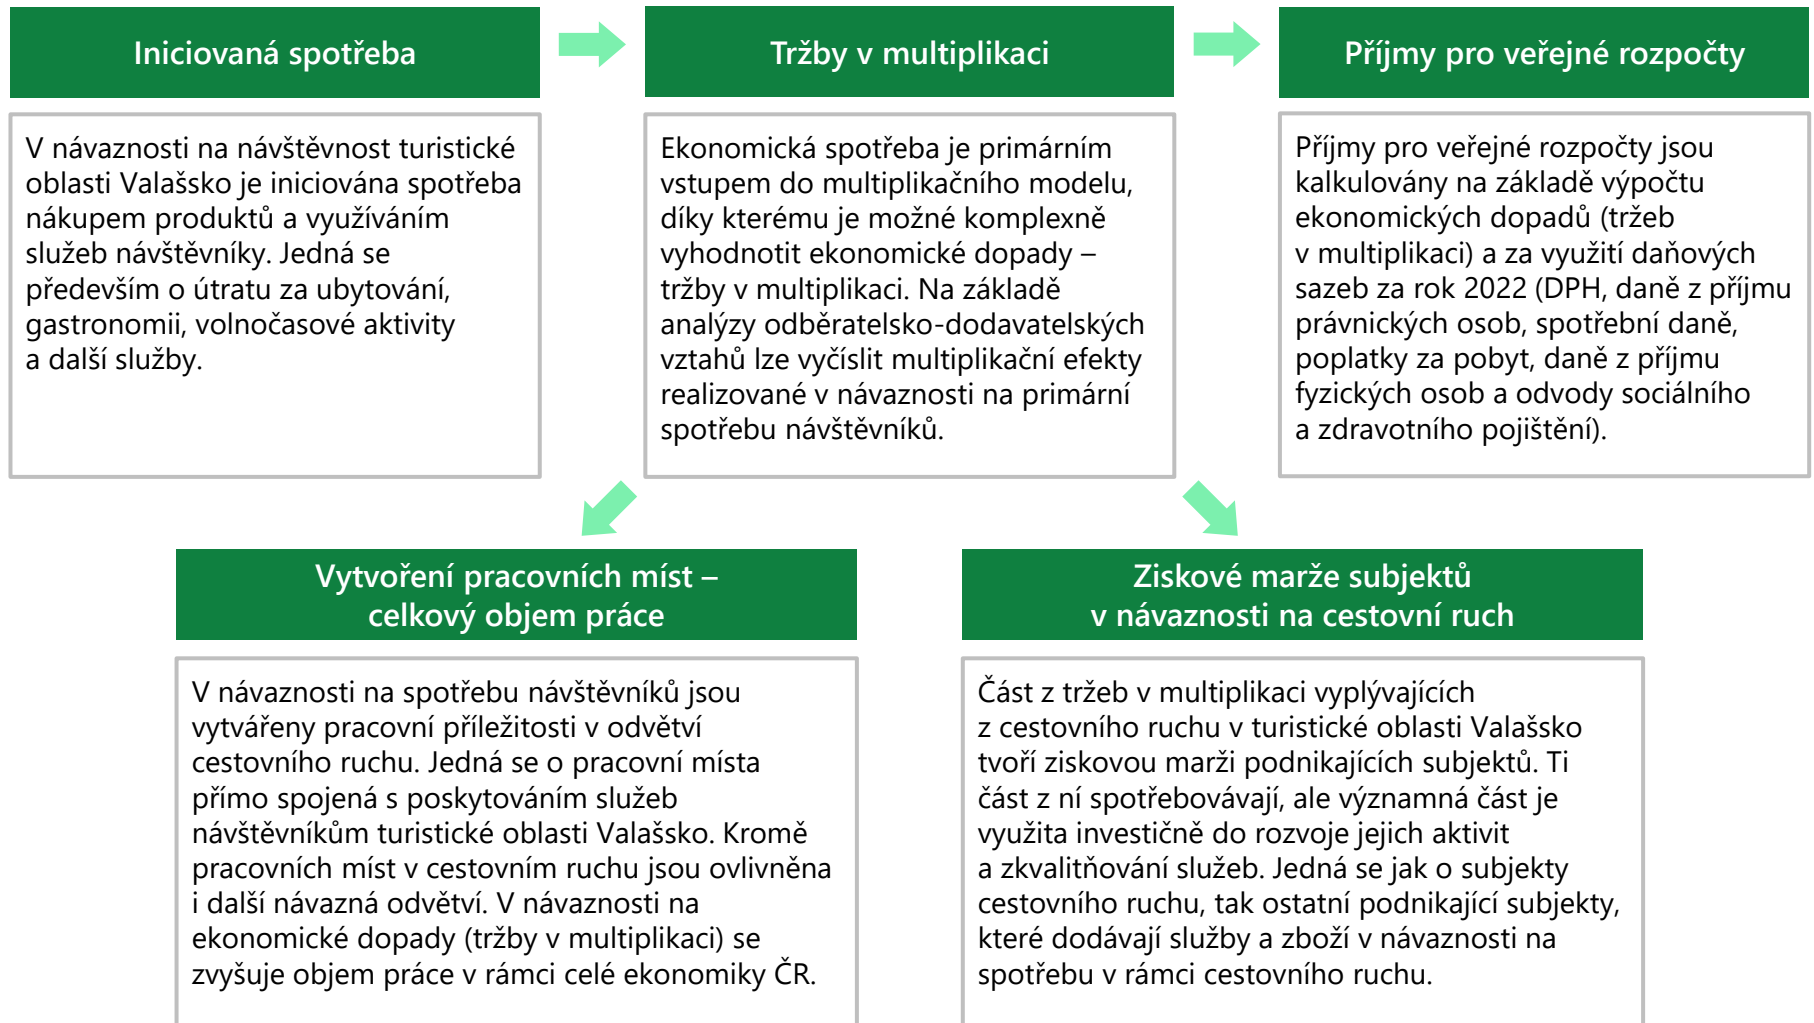 Iniciovaná spotřeba
V návaznosti na návštěvnost turistické
oblasti Valašsko je iniciována spotřeba
nákupem produktů a využíváním
služeb návštěvníky. Jedná se
především o útratu za ubytování,
gastronomii, volnočasové aktivity
a další služby.
Tržby v multiplikaci
Ekonomická spotřeba je primárním
vstupem do multiplikačního modelu,
díky kterému je možné komplexně
vyhodnotit ekonomické dopady –
tržby v multiplikaci. Na základě
analýzy odběratelsko-dodavatelských
vztahů lze vyčíslit multiplikační efekty
realizované v návaznosti na primární
spotřebu návštěvníků.
Příjmy pro veřejné rozpočty
Příjmy pro veřejné rozpočty jsou
kalkulovány na základě výpočtu
ekonomických dopadů (tržeb
v multiplikaci) a za využití daňových
sazeb za rok 2022 (DPH, daně z příjmu
právnických osob, spotřební daně,
poplatky za pobyt, daně z příjmu
fyzických osob a odvody sociálního
a zdravotního pojištění).
Vytvoření pracovních míst –
celkový objem práce
V návaznosti na spotřebu návštěvníků jsou
vytvářeny pracovní příležitosti v odvětví
cestovního ruchu. Jedná se o pracovní místa
přímo spojená s poskytováním služeb
návštěvníkům turistické oblasti Valašsko. Kromě
pracovních míst v cestovním ruchu jsou ovlivněna
i další návazná odvětví. V návaznosti na
ekonomické dopady (tržby v multiplikaci) se
zvyšuje objem práce v rámci celé ekonomiky ČR.
Ziskové marže subjektů
v návaznosti na cestovní ruch
Část z tržeb v multiplikaci vyplývajících
z cestovního ruchu v turistické oblasti Valašsko
tvoří ziskovou marži podnikajících subjektů. Ti
část z ní spotřebovávají, ale významná část je
využita investičně do rozvoje jejich aktivit
a zkvalitňování služeb. Jedná se jak o subjekty
cestovního ruchu, tak ostatní podnikající subjekty,
které dodávají služby a zboží v návaznosti na
spotřebu v rámci cestovního ruchu.